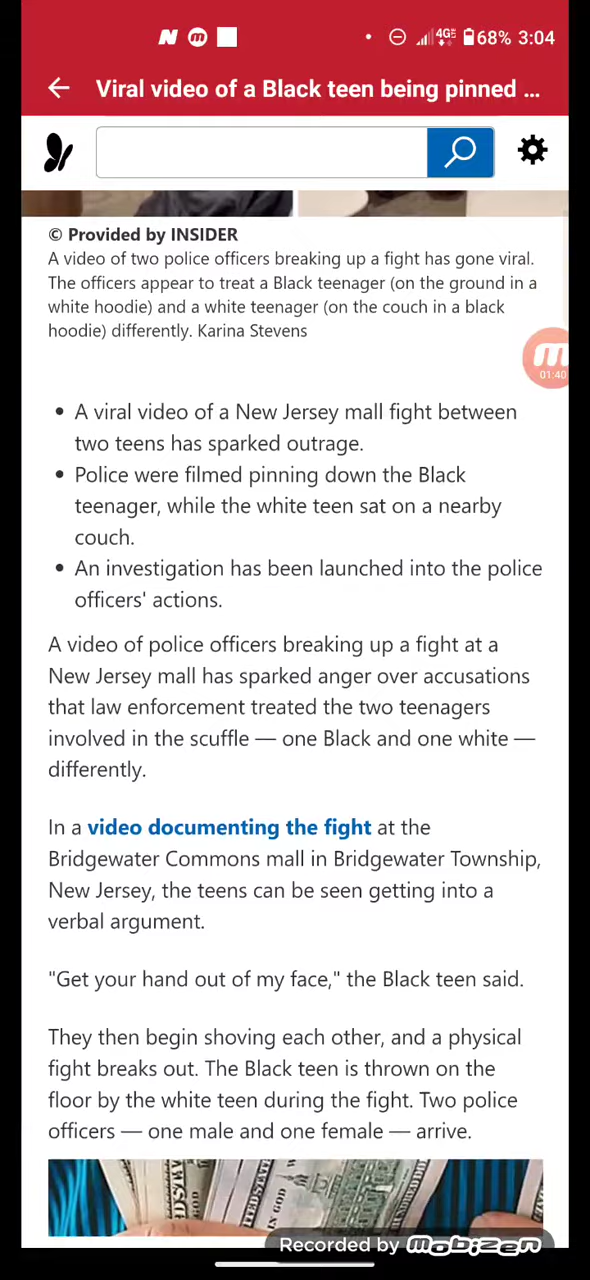 68% 3:04
Viral video of a Black teen being pinned ...
© Provided by INSIDER
A video of two police officers breaking up a fight has gone viral.
The officers appear to treat a Black teenager (on the ground in a
white hoodie) and a white teenager (on the couch in a black
hoodie) differently. Karina Stevens
01:40
• A viral video of a New Jersey mall fight between
two teens has sparked outrage.
• Police were filmed pinning down the Black
teenager, while the white teen sat on a nearby
couch.
• An investigation has been launched into the police
officers' actions.
A video of police officers breaking up a fight at a
New Jersey mall has sparked anger over accusations
that law enforcement treated the two teenagers
involved in the scuffle — one Black and one white —
differently.
In a video documenting the fight at the
Bridgewater Commons mall in Bridgewater Township,
New Jersey, the teens can be seen getting into a
verbal argument.
"Get your hand out of my face," the Black teen said.
They then begin shoving each other, and a physical
fight breaks out. The Black teen is thrown on the
floor by the white teen during the fight. Two police
officers — one male and one female — arrive.
IN GOD
Recorded by mobizen